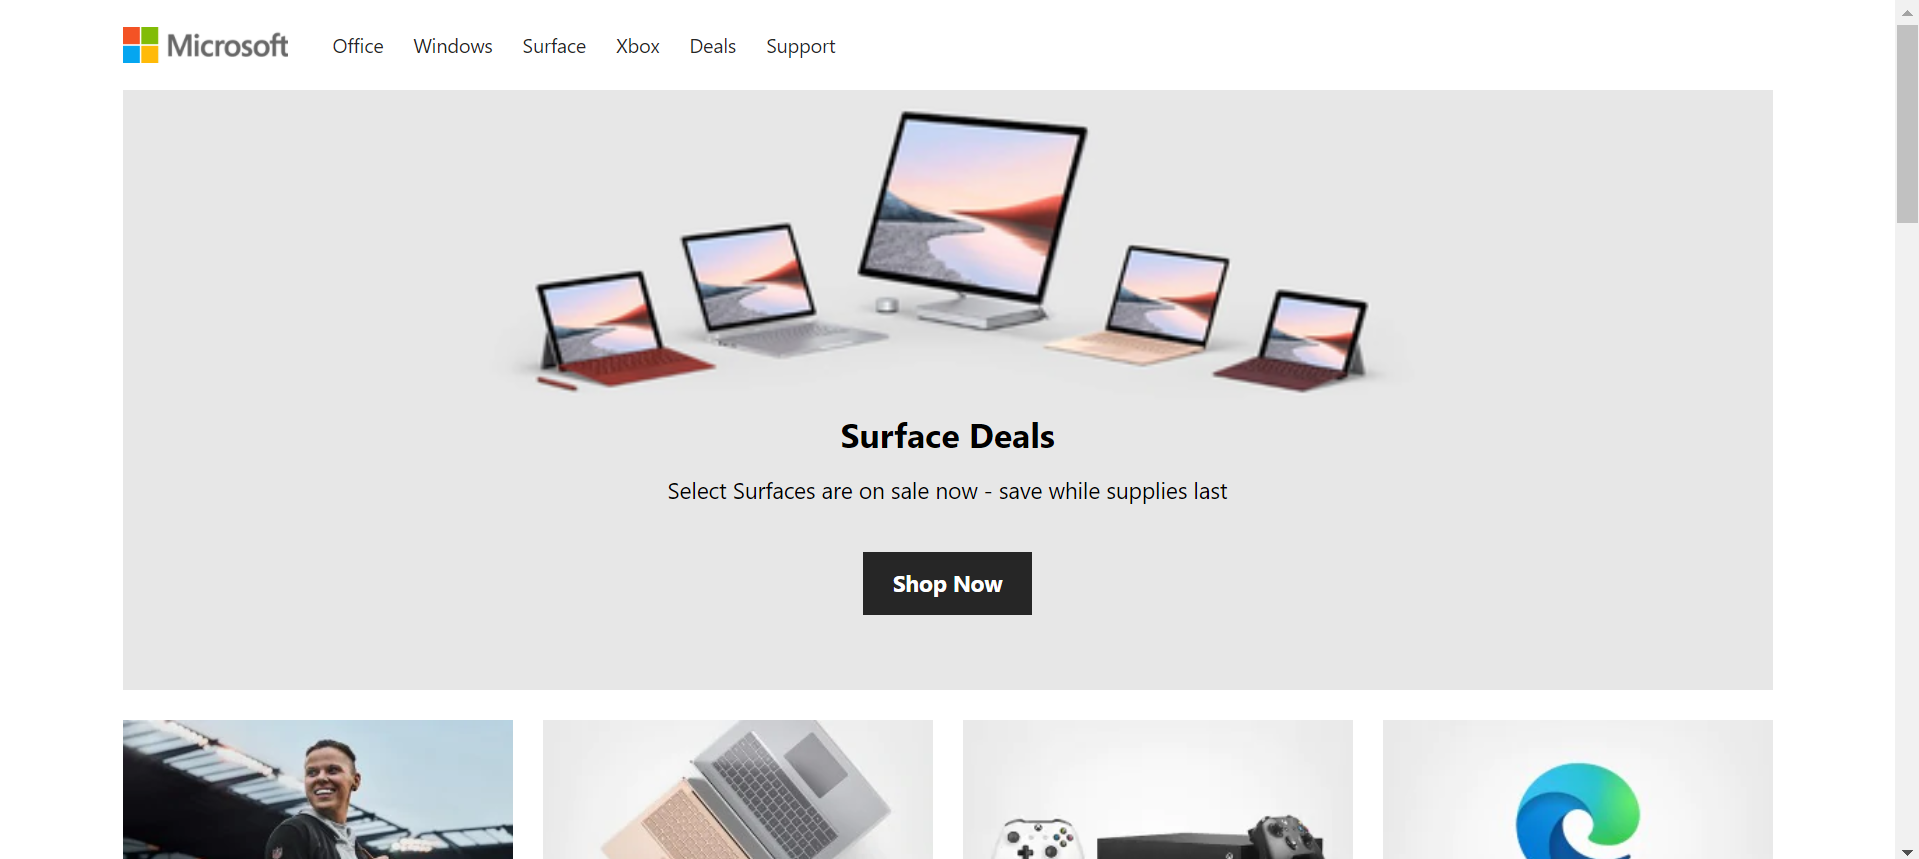 Microsoft
Office Windows Surface Xbox Deals Support
Surface Deals
Select Surfaces are on sale now - save while supplies last
Shop Now